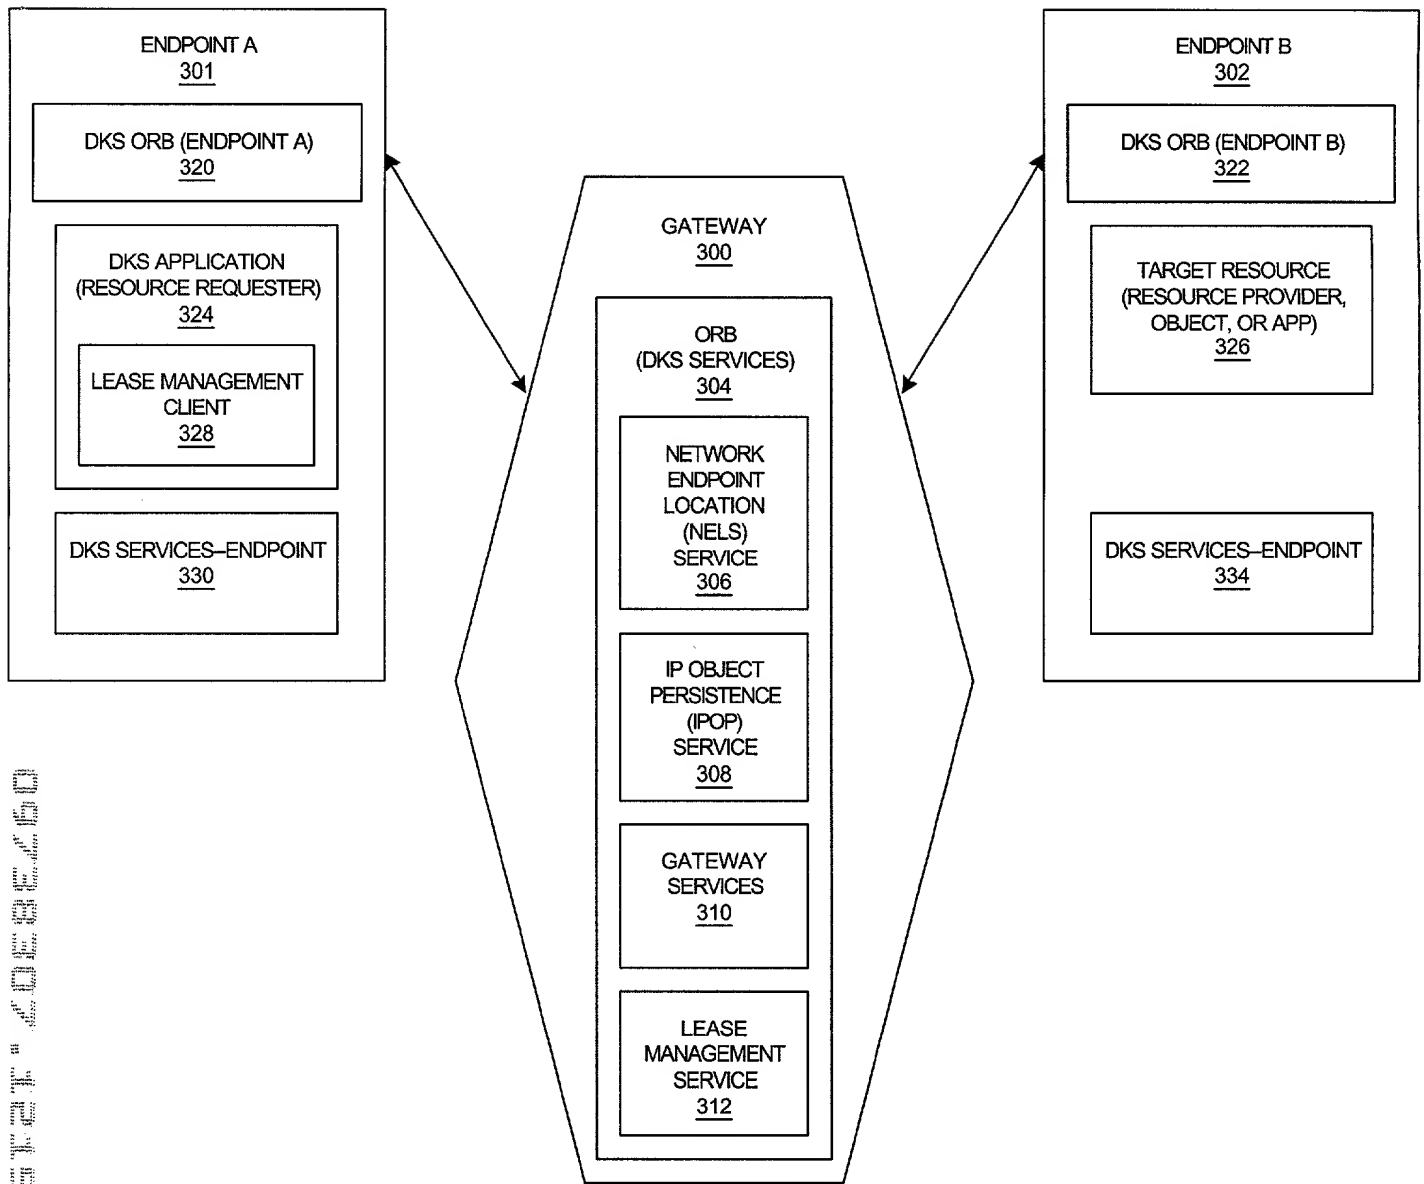 ENDPOINT A
301
DKS ORB (ENDPOINT A)
320
DKS APPLICATION
(RESOURCE REQUESTER)
324
LEASE MANAGEMENT
CLIENT
328
DKS SERVICES–ENDPOINT
330
GATEWAY
300
ORB
(DKS SERVICES)
304
NETWORK
ENDPOINT
LOCATION
(NELS)
SERVICE
306
IP OBJECT
PERSISTENCE
(IPOP)
SERVICE
308
GATEWAY
SERVICES
310
LEASE
MANAGEMENT
SERVICE
312
ENDPOINT B
302
DKS ORB (ENDPOINT B)
322
TARGET RESOURCE
(RESOURCE PROVIDER,
OBJECT, OR APP)
326
DKS SERVICES–ENDPOINT
334